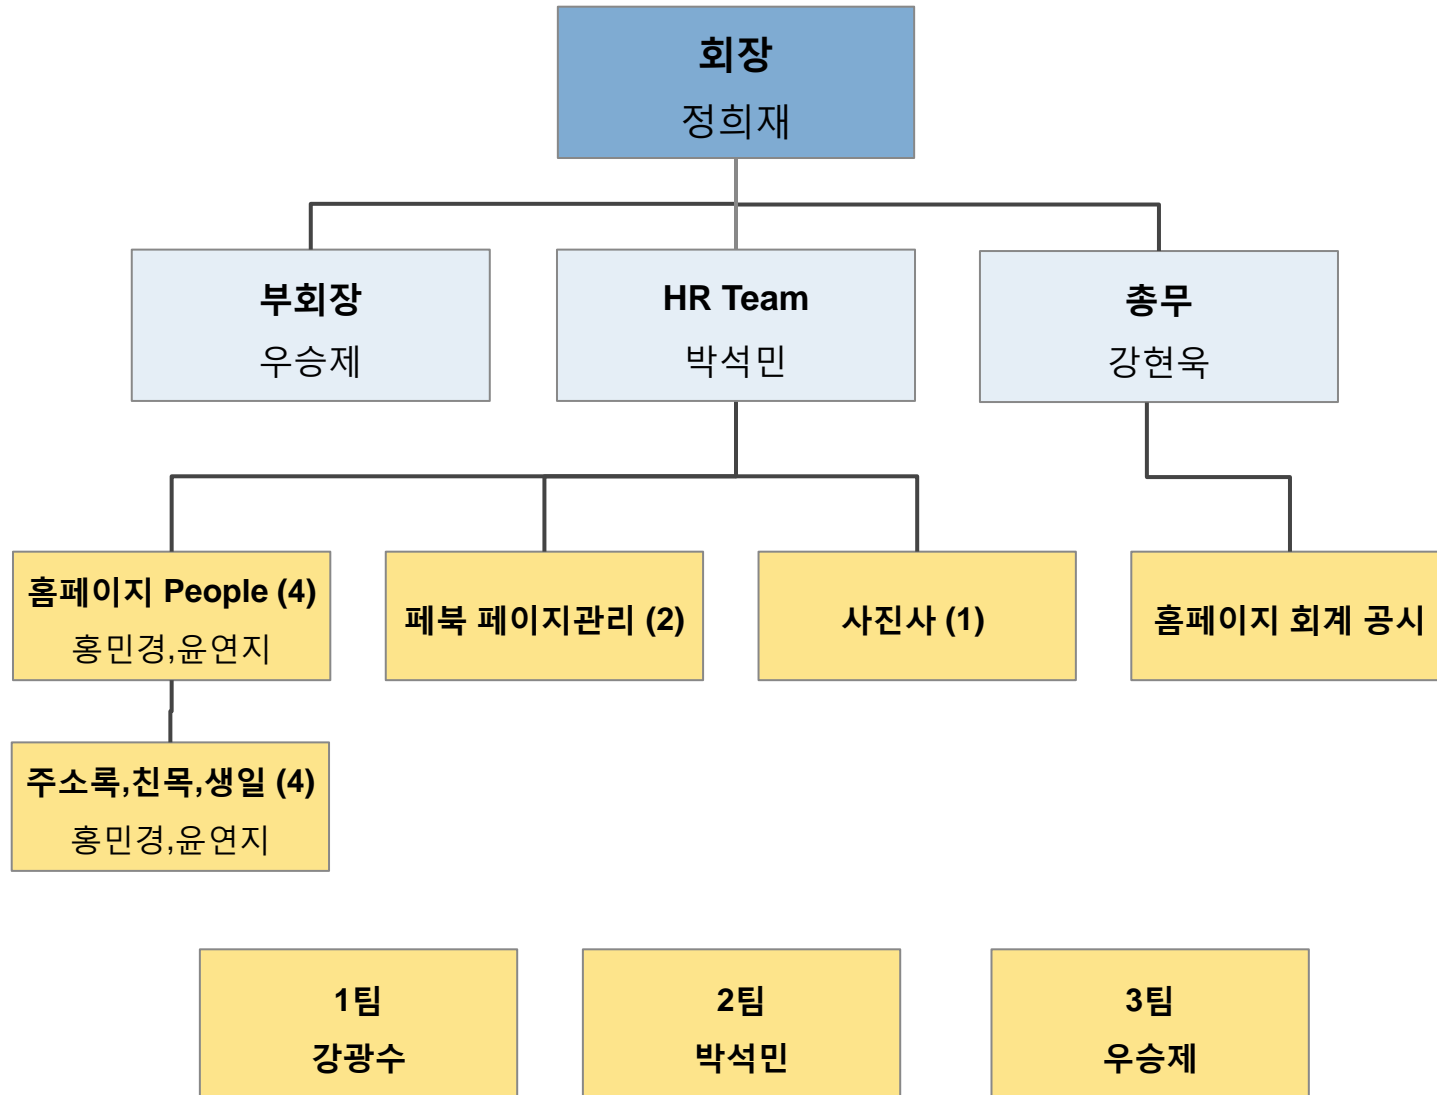 회장
정희재
부회장
우승제
HR Team
박석민
총무
강현욱
홈페이지 People (4)
홍민경,윤연지
페북 페이지관리 (2)
사진사 (1)
홈페이지 회계 공시
주소록,친목,생일 (4)
홍민경,윤연지
1팀
강광수
2팀
박석민
3팀
우승제